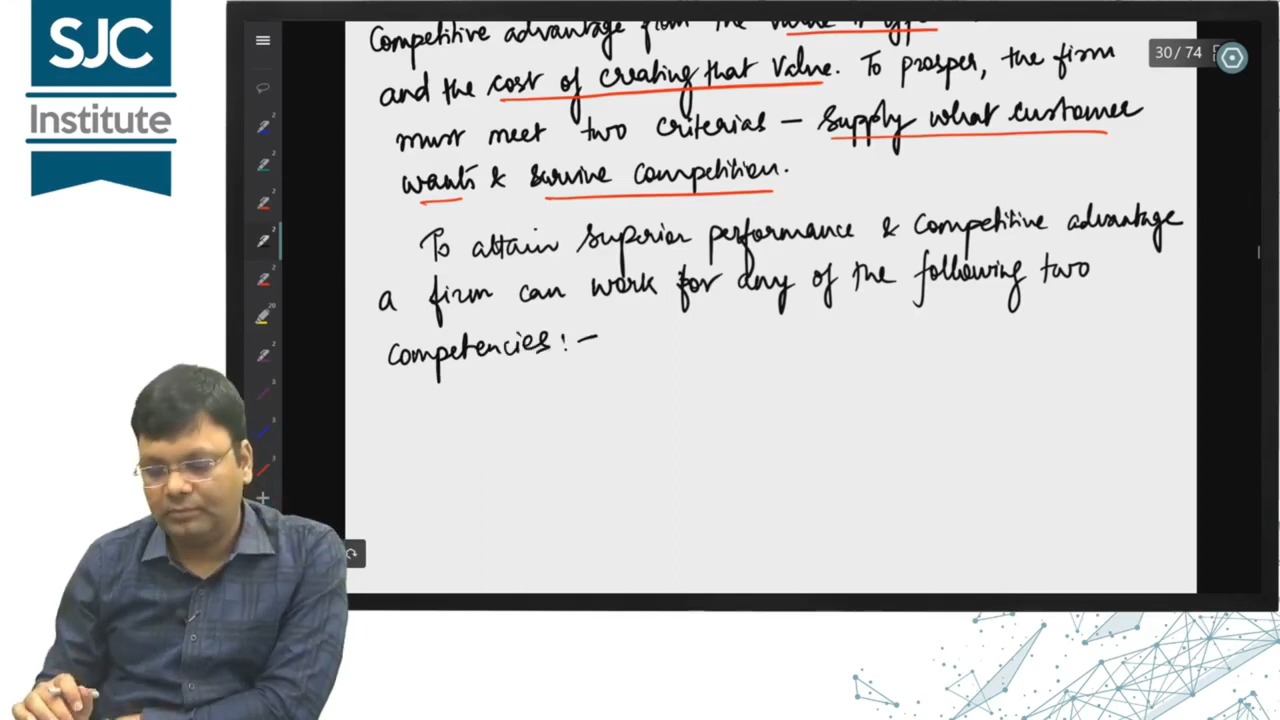 SJC
Institute
30 / 74
Competitive advantage from the value it
and the cost of creating that Value. To prosper, the firm
must meet two criterias – supply what customer
wants & survive competition.
To attain superior performance & competitive advantage
a firm can work for any of the following two
competencies : –